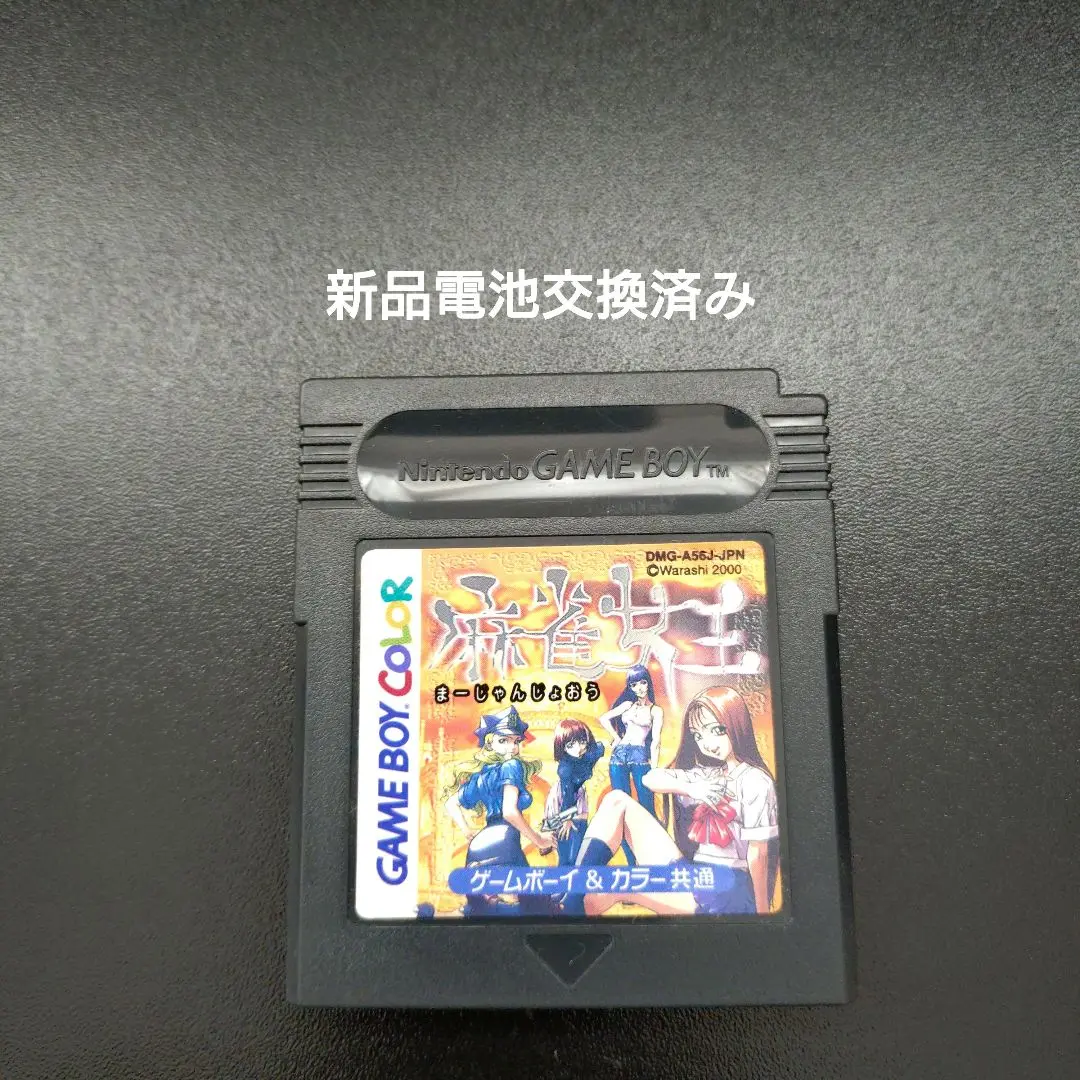 新品電池交換済み
Nintendo GAME BOY TM
DMG-A56J-JPN
©Warashi 2000
麻雀女王
まーじゃんじょおう
GAME BOY COLOR
ゲームボーイ & カラー共通